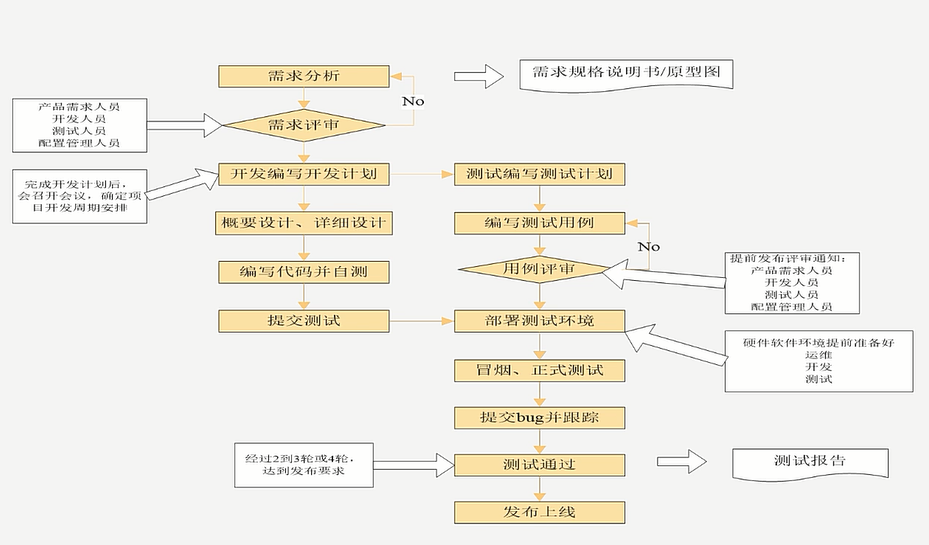 需求分析
需求规格说明书/原型图
No
产品需求人员
开发人员
测试人员
配置管理人员
需求评审
开发编写开发计划
测试编写测试计划
完成开发计划后，
会召开会议，确定项
目开发周期安排
概要设计、详细设计
编写测试用例
No
编写代码并自测
用例评审
提前发布评审通知：
产品需求人员
开发人员
测试人员
配置管理人员
提交测试
部署测试环境
硬件软件环境提前准备好
运维
开发
测试
冒烟、正式测试
提交bug并跟踪
经过2到3轮或4轮，
达到发布要求
测试通过
测试报告
发布上线